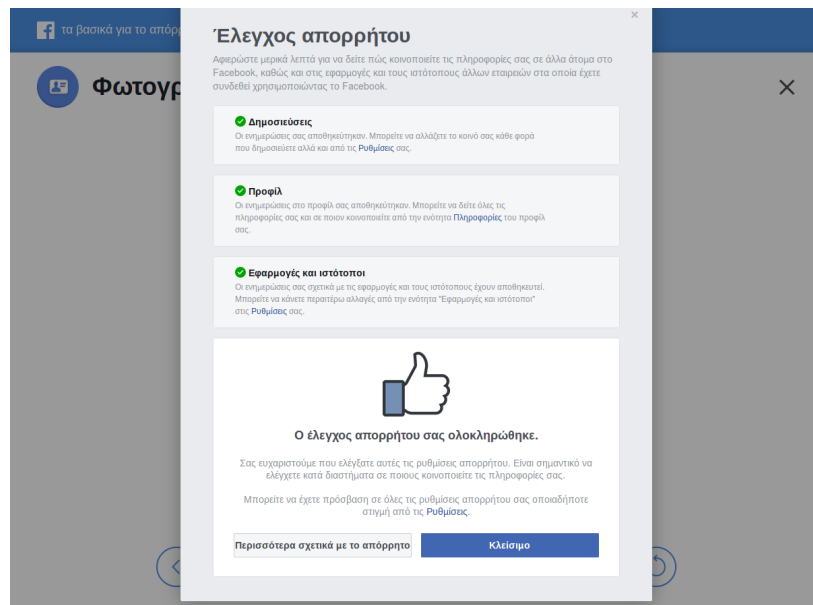 τα βασικά για το απόρρ
Φωτογρ
Έλεγχος απορρήτου
Αφιερώστε μερικά λεπτά για να δείτε πώς κοινοποιείτε τις πληροφορίες σας σε άλλα άτομα στο
Facebook, καθώς και στις εφαρμογές και τους ιστότοπους άλλων εταιρειών στα οποία έχετε
συνδεθεί χρησιμοποιώντας το Facebook.
Δημοσιεύσεις
Οι ενημερώσεις σας αποθηκεύτηκαν. Μπορείτε να αλλάζετε το κοινό σας κάθε φορά
που δημοσιεύετε αλλά και από τις Ρυθμίσεις σας.
Προφίλ
Οι ενημερώσεις στο προφίλ σας αποθηκεύτηκαν. Μπορείτε να δείτε όλες τις
πληροφορίες σας και σε ποιον κοινοποιείτε από την ενότητα Πληροφορίες του προφίλ
σας.
Εφαρμογές και ιστότοποι
Οι ενημερώσεις σας σχετικά με τις εφαρμογές και τους ιστότοπους έχουν αποθηκευτεί.
Μπορείτε να κάνετε περαιτέρω αλλαγές από την ενότητα "Εφαρμογές και ιστότοποι"
στις Ρυθμίσεις σας.
Ο έλεγχος απορρήτου σας ολοκληρώθηκε.
Σας ευχαριστούμε που ελέγξατε αυτές τις ρυθμίσεις απορρήτου. Είναι σημαντικό να
ελέγχετε κατά διαστήματα σε ποιους κοινοποιείτε τις πληροφορίες σας.
Μπορείτε να έχετε πρόσβαση σε όλες τις ρυθμίσεις απορρήτου σας οποιαδήποτε
στιγμή από τις Ρυθμίσεις.
Περισσότερα σχετικά με το απόρρητο
Κλείσιμο